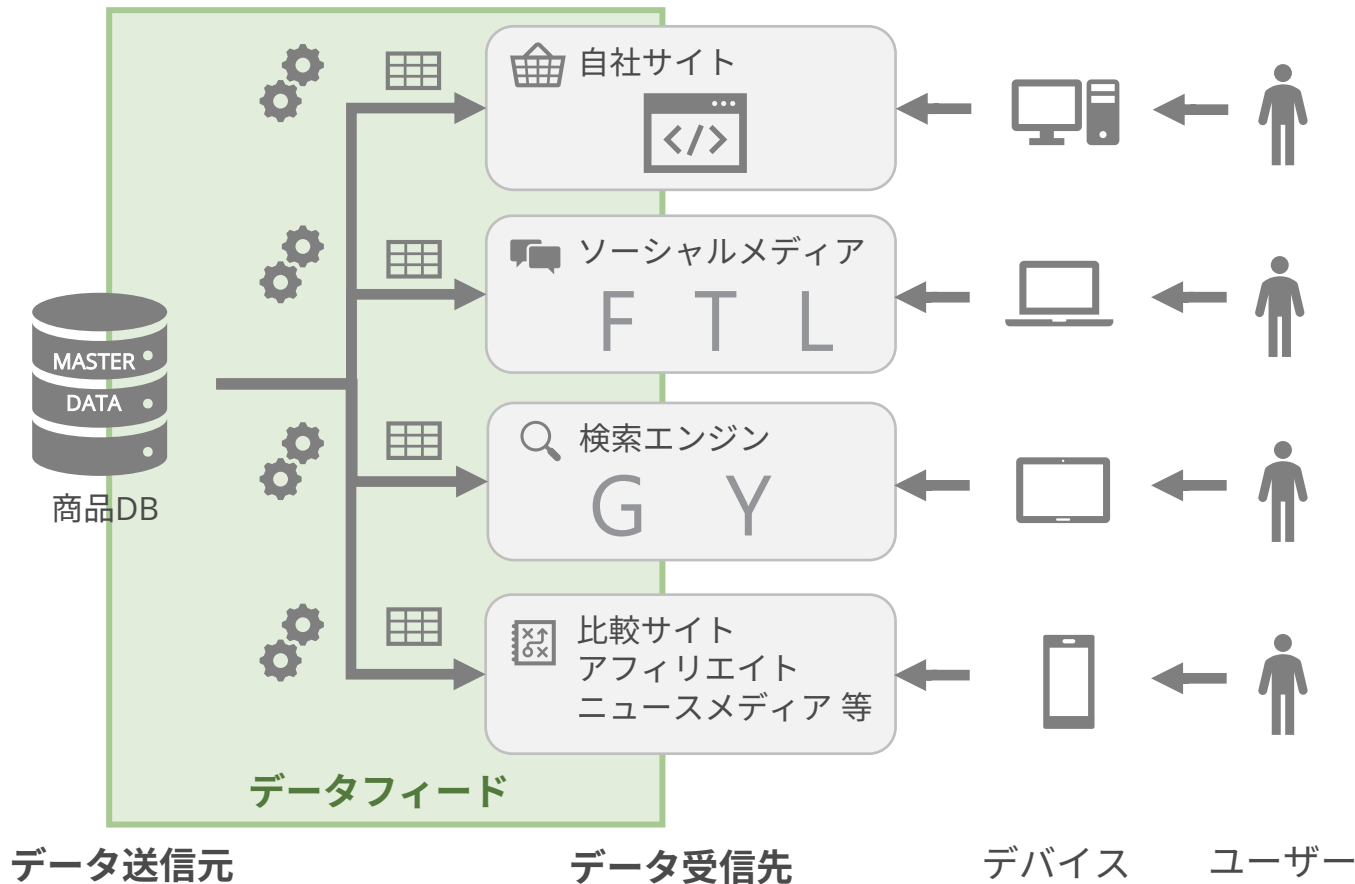 自社サイト
</>
ソーシャルメディア
F T L
MASTER
DATA
商品DB
検索エンジン
G Y
比較サイト
アフィリエイト
ニュースメディア 等
データフィード
データ送信元
データ受信先
デバイス
ユーザー